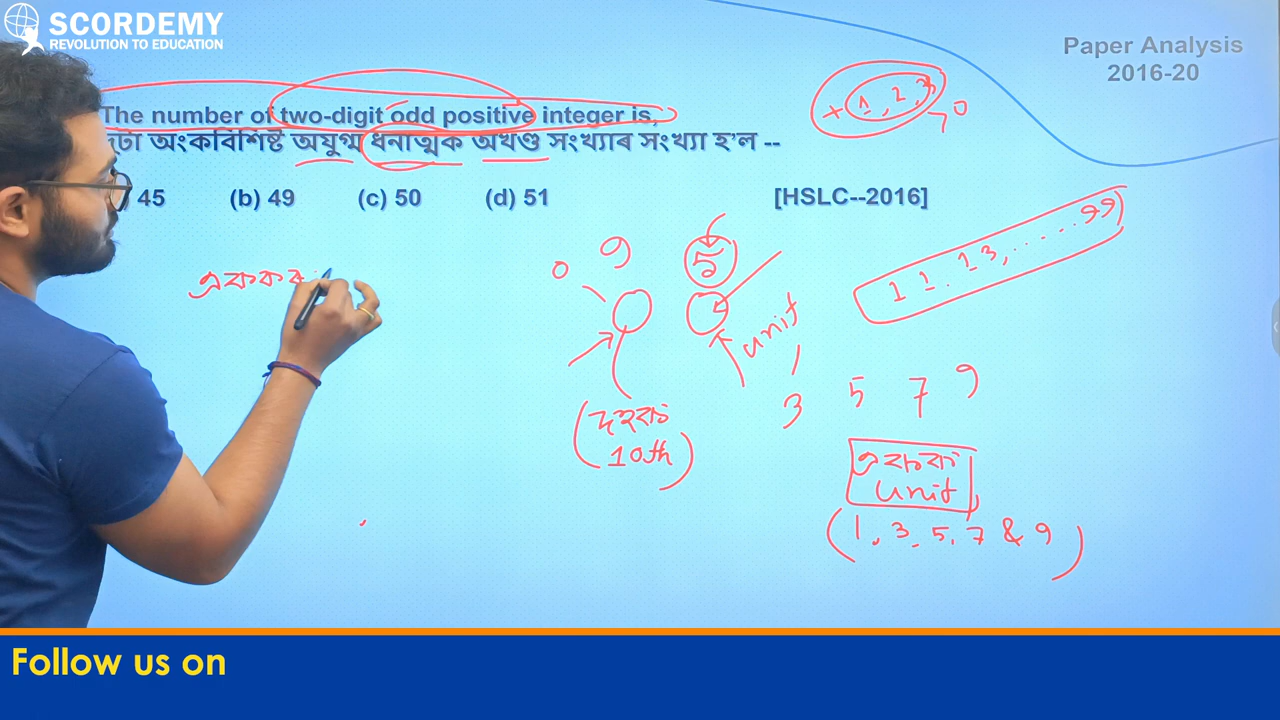 SCORDEMY
REVOLUTION TO EDUCATION
Paper Analysis
2016-20
The number of two-digit odd positive integer is,
দুটা অংকবিশিষ্ট অযুগ্ম ধনাত্মক অখণ্ড সংখ্যাৰ সংখ্যা হ'ল --
45 (b) 49 (c) 50 (d) 51 [HSLC--2016]
+ 1, 2, 3
0
11, 13, ..... 99
0 9 5
এককৰ
unit
(দহক
10th)
3 5 7 9
একক
unit
(1, 3, 5, 7 & 9)
Follow us on